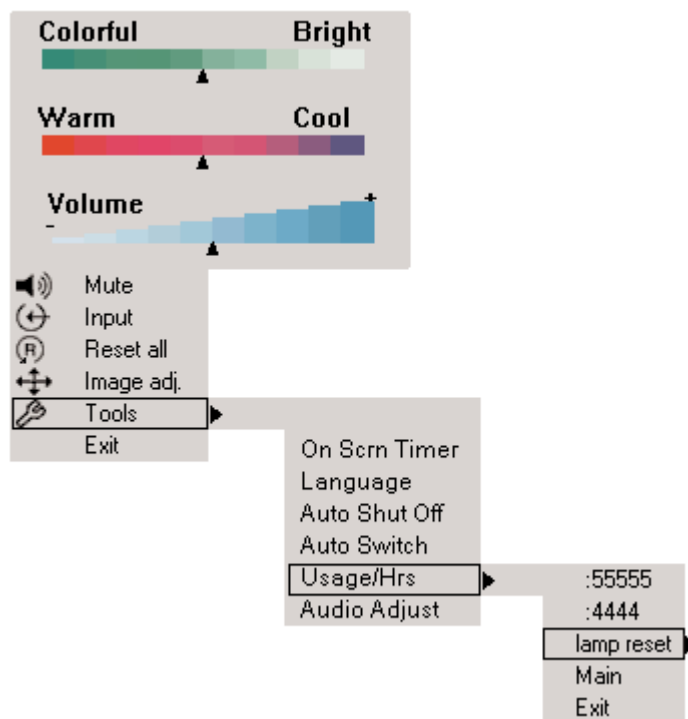 Colorful Bright
Warm Cool
Volume
- +
Mute
Input
R Reset all
Image adj.
Tools
Exit
On Scrn Timer
Language
Auto Shut Off
Auto Switch
Usage/Hrs
Audio Adjust
:55555
:4444
lamp reset
Main
Exit